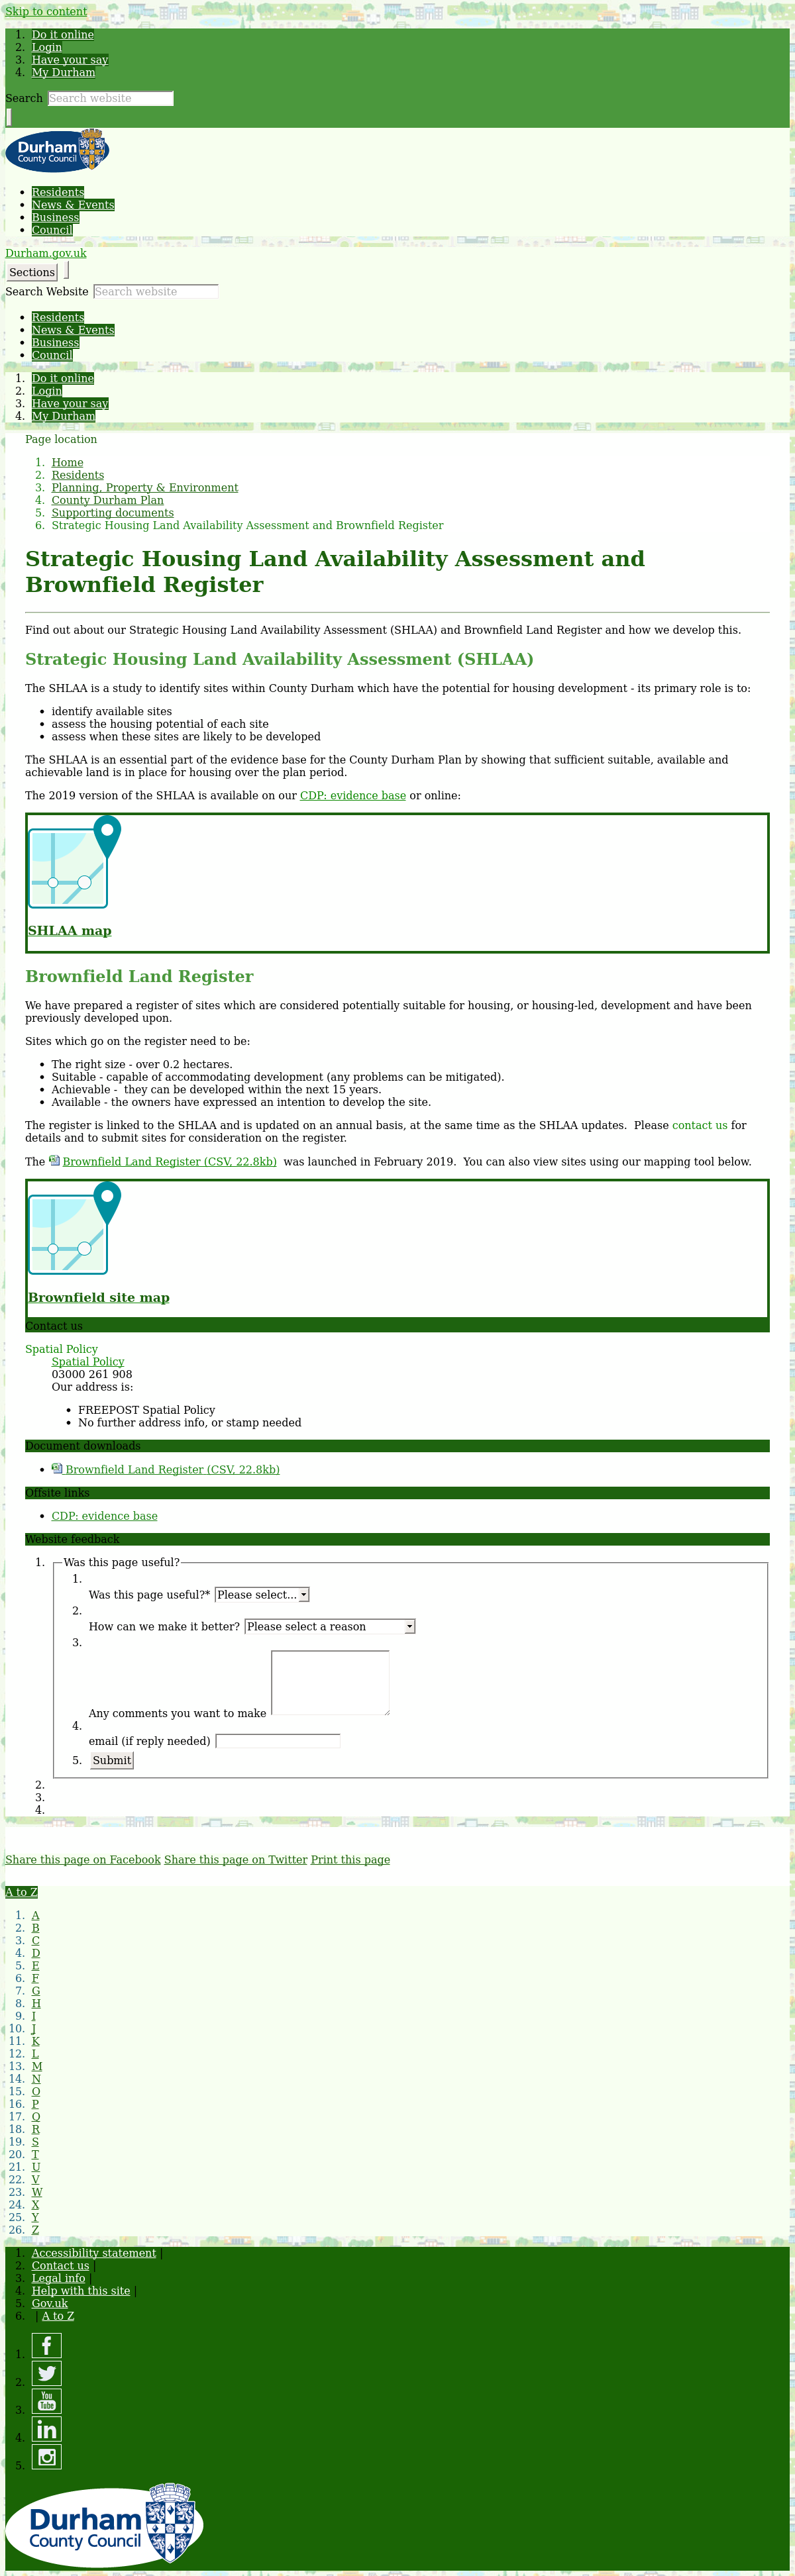 Skip to content
1. Do it online
2. Login
3. Have your say
4. My Durham
Search Search website
Durham
County Council
• Residents
• News & Events
• Business
• Council
Durham.gov.uk
Sections
Search Website Search website
• Residents
• News & Events
• Business
• Council
1. Do it online
2. Login
3. Have your say
4. My Durham
Page location
1. Home
2. Residents
3. Planning, Property & Environment
4. County Durham Plan
5. Supporting documents
6. Strategic Housing Land Availability Assessment and Brownfield Register
Strategic Housing Land Availability Assessment and
Brownfield Register
Find out about our Strategic Housing Land Availability Assessment (SHLAA) and Brownfield Land Register and how we develop this.
Strategic Housing Land Availability Assessment (SHLAA)
The SHLAA is a study to identify sites within County Durham which have the potential for housing development - its primary role is to:
• identify available sites
• assess the housing potential of each site
• assess when these sites are likely to be developed
The SHLAA is an essential part of the evidence base for the County Durham Plan by showing that sufficient suitable, available and
achievable land is in place for housing over the plan period.
The 2019 version of the SHLAA is available on our CDP: evidence base or online:
SHLAA map
Brownfield Land Register
We have prepared a register of sites which are considered potentially suitable for housing, or housing-led, development and have been
previously developed upon.
Sites which go on the register need to be:
• The right size - over 0.2 hectares.
• Suitable - capable of accommodating development (any problems can be mitigated).
• Achievable - they can be developed within the next 15 years.
• Available - the owners have expressed an intention to develop the site.
The register is linked to the SHLAA and is updated on an annual basis, at the same time as the SHLAA updates. Please contact us for
details and to submit sites for consideration on the register.
The Brownfield Land Register (CSV, 22.8kb) was launched in February 2019. You can also view sites using our mapping tool below.
Brownfield site map
Contact us
Spatial Policy
Spatial Policy
03000 261 908
Our address is:
• FREEPOST Spatial Policy
• No further address info, or stamp needed
Document downloads
• Brownfield Land Register (CSV, 22.8kb)
Offsite links
• CDP: evidence base
Website feedback
1. Was this page useful?
1.
Was this page useful?* Please select...
2.
How can we make it better? Please select a reason
3.
Any comments you want to make
4.
email (if reply needed)
5. Submit
2.
3.
4.
Share this page on Facebook Share this page on Twitter Print this page
A to Z
1. A
2. B
3. C
4. D
5. E
6. F
7. G
8. H
9. I
10. J
11. K
12. L
13. M
14. N
15. O
16. P
17. Q
18. R
19. S
20. T
21. U
22. V
23. W
24. X
25. Y
26. Z
1. Accessibility statement |
2. Contact us |
3. Legal info |
4. Help with this site |
5. Gov.uk
6. | A to Z
1. f
2.
3. You Tube
4. in
5.
Durham
County Council